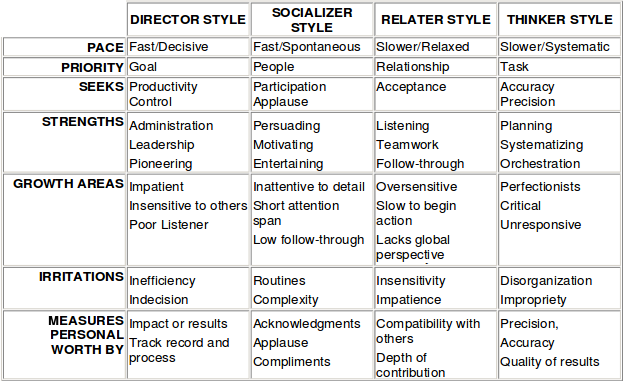 DIRECTOR STYLE
SOCIALIZER
STYLE
RELATER STYLE
THINKER STYLE
PACE
Fast/Decisive
Fast/Spontaneous
Slower/Relaxed
Slower/Systematic
PRIORITY
Goal
People
Relationship
Task
SEEKS
Productivity
Control
Participation
Applause
Acceptance
Accuracy
Precision
STRENGTHS
Administration
Leadership
Pioneering
Persuading
Motivating
Entertaining
Listening
Teamwork
Follow-through
Planning
Systematizing
Orchestration
GROWTH AREAS
Impatient
Insensitive to others
Poor Listener
Inattentive to detail
Short attention
span
Low follow-through
Oversensitive
Slow to begin
action
Lacks global
perspective
Perfectionists
Critical
Unresponsive
IRRITATIONS
Inefficiency
Indecision
Routines
Complexity
Insensitivity
Impatience
Disorganization
Impropriety
MEASURES
PERSONAL
WORTH BY
Impact or results
Track record and
process
Acknowledgments
Applause
Compliments
Compatibility with
others
Depth of
contribution
Precision,
Accuracy
Quality of results